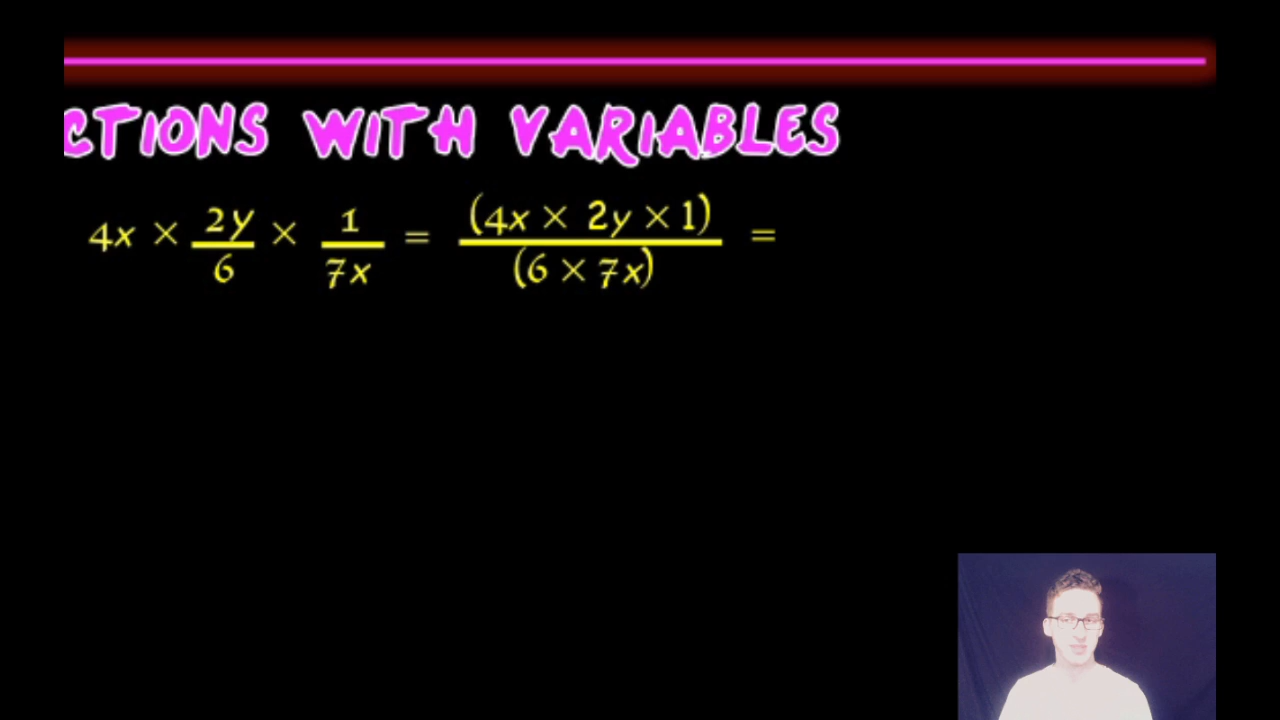 CTIONS WITH VARIABLES
4x × 2y/6 × 1/7x = (4x × 2y × 1)/(6 × 7x) =